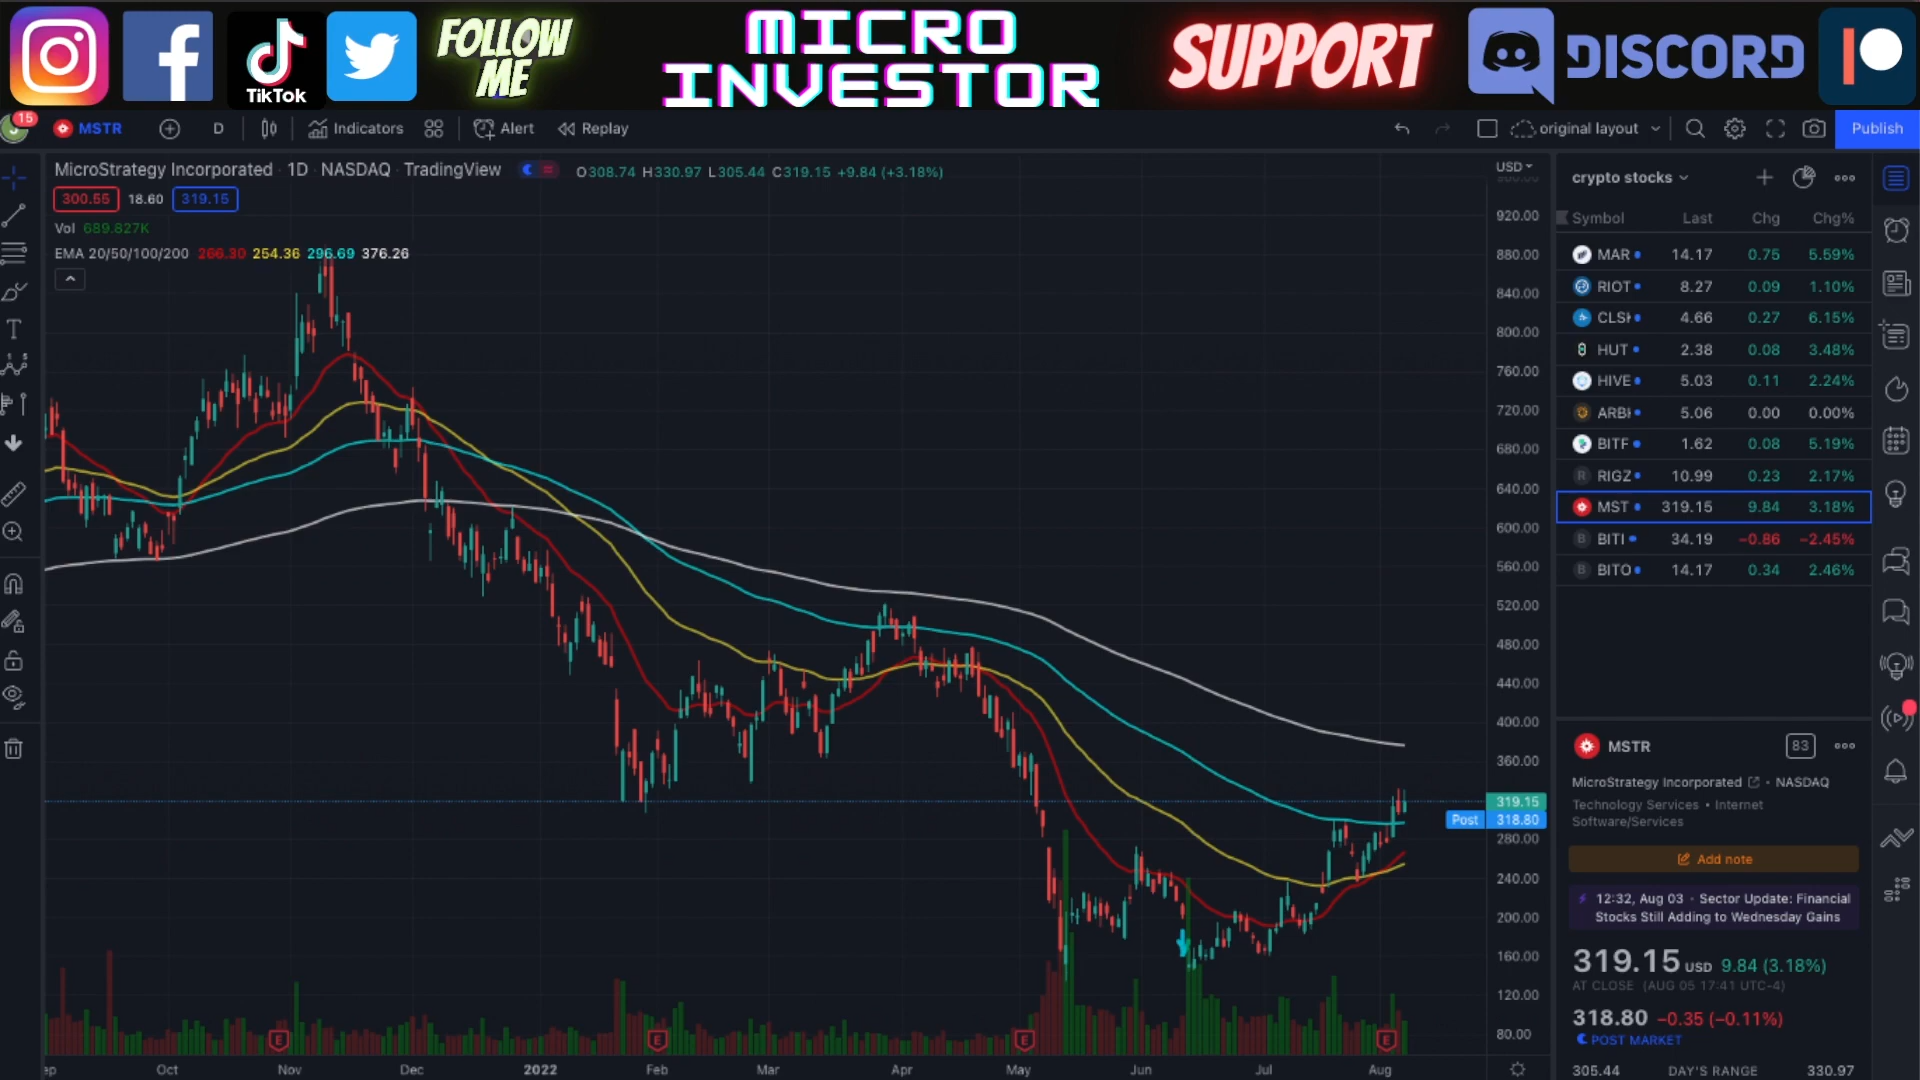 TikTok
FOLLOW
ME
MICRO
INVESTOR
SUPPORT
DISCORD
15
MSTR
D
Indicators
Alert
Replay
original layout
Publish
MicroStrategy Incorporated · 1D · NASDAQ · TradingView
O308.74 H330.97 L305.44 C319.15 +9.84 (+3.18%)
300.55 18.60 319.15
Vol 689.827K
EMA 20/50/100/200 266.30 254.36 296.69 376.26
USD
920.00
880.00
840.00
800.00
760.00
720.00
680.00
640.00
600.00
560.00
520.00
480.00
440.00
400.00
360.00
319.15
Post 318.80
280.00
240.00
200.00
160.00
120.00
80.00
E E E E
Oct Nov Dec 2022 Feb Mar Apr May Jun Jul Aug
crypto stocks
Symbol Last Chg Chg%
MAR 14.17 0.75 5.59%
RIOT 8.27 0.09 1.10%
CLSK 4.66 0.27 6.15%
HUT 2.38 0.08 3.48%
HIVE 5.03 0.11 2.24%
ARBK 5.06 0.00 0.00%
BITF 1.62 0.08 5.19%
RIGZ 10.99 0.23 2.17%
MST 319.15 9.84 3.18%
BITI 34.19 −0.86 −2.45%
BITO 14.17 0.34 2.46%
MSTR 83
MicroStrategy Incorporated · NASDAQ
Technology Services • Internet
Software/Services
Add note
12:32, Aug 03 · Sector Update: Financial
Stocks Still Adding to Wednesday Gains
319.15 USD 9.84 (3.18%)
AT CLOSE (AUG 05 17:41 UTC-4)
318.80 −0.35 (−0.11%)
POST MARKET
305.44 DAY'S RANGE 330.97